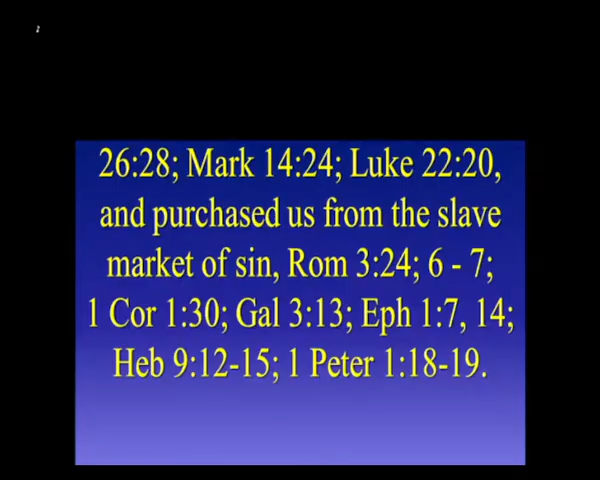 26:28; Mark 14:24; Luke 22:20,
and purchased us from the slave
market of sin, Rom 3:24; 6 - 7;
1 Cor 1:30; Gal 3:13; Eph 1:7, 14;
Heb 9:12-15; 1 Peter 1:18-19.